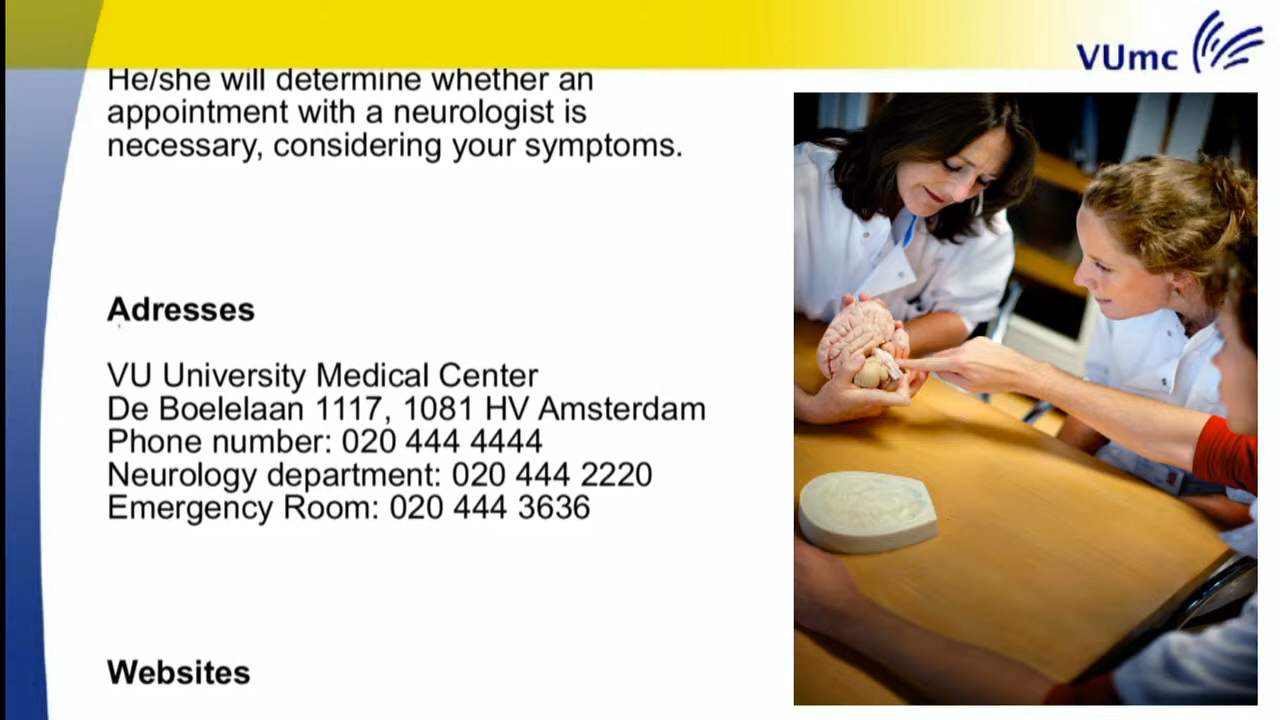 VUmc
He/she will determine whether an
appointment with a neurologist is
necessary, considering your symptoms.
Adresses
VU University Medical Center
De Boelelaan 1117, 1081 HV Amsterdam
Phone number: 020 444 4444
Neurology department: 020 444 2220
Emergency Room: 020 444 3636
Websites